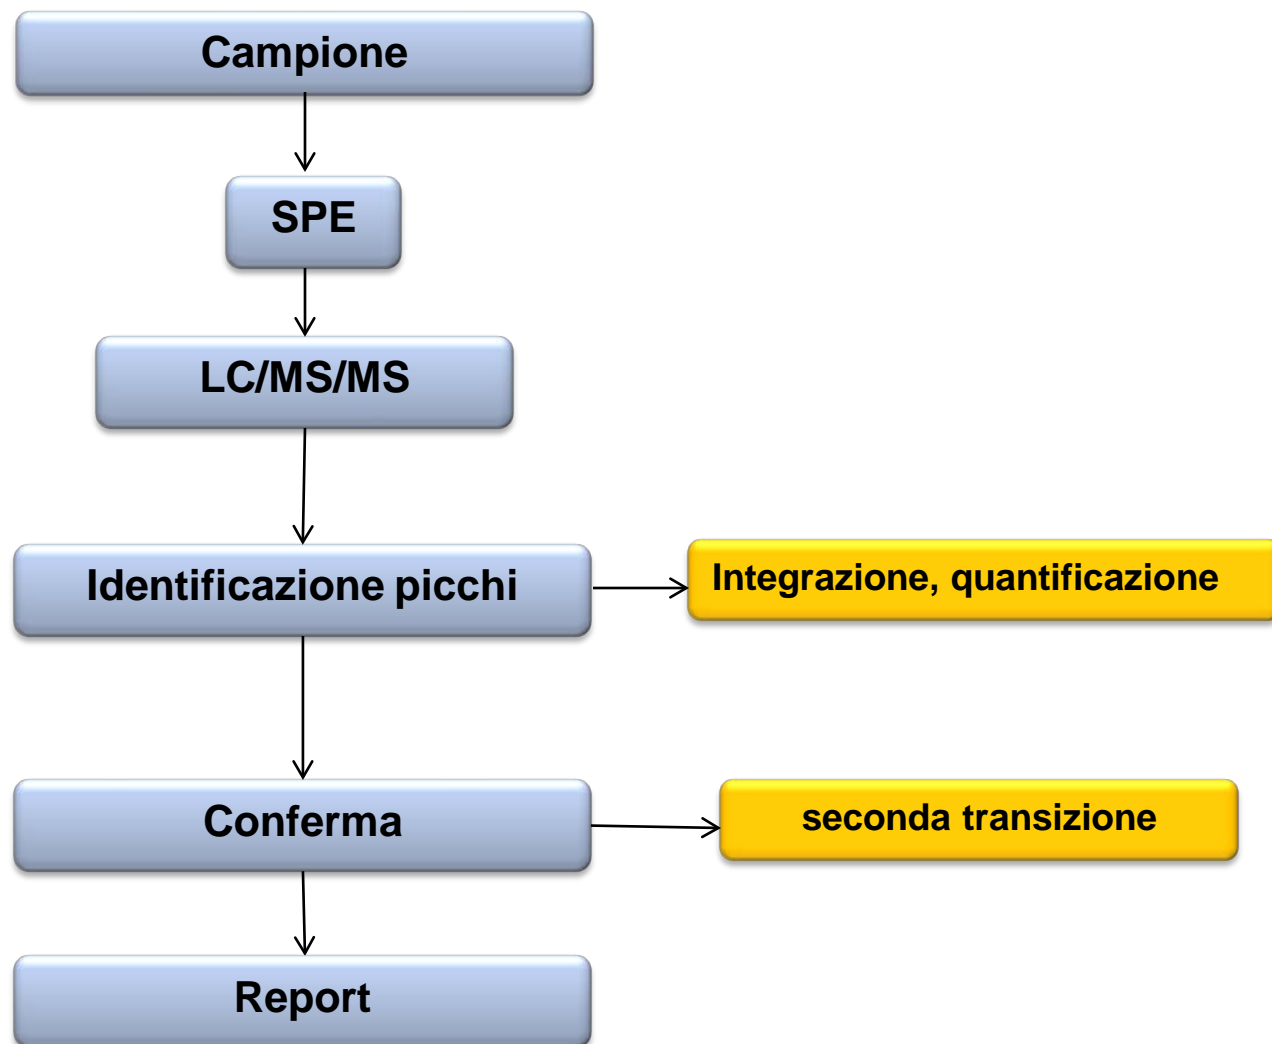 Campione
SPE
LC/MS/MS
Identificazione picchi
Integrazione, quantificazione
Conferma
seconda transizione
Report